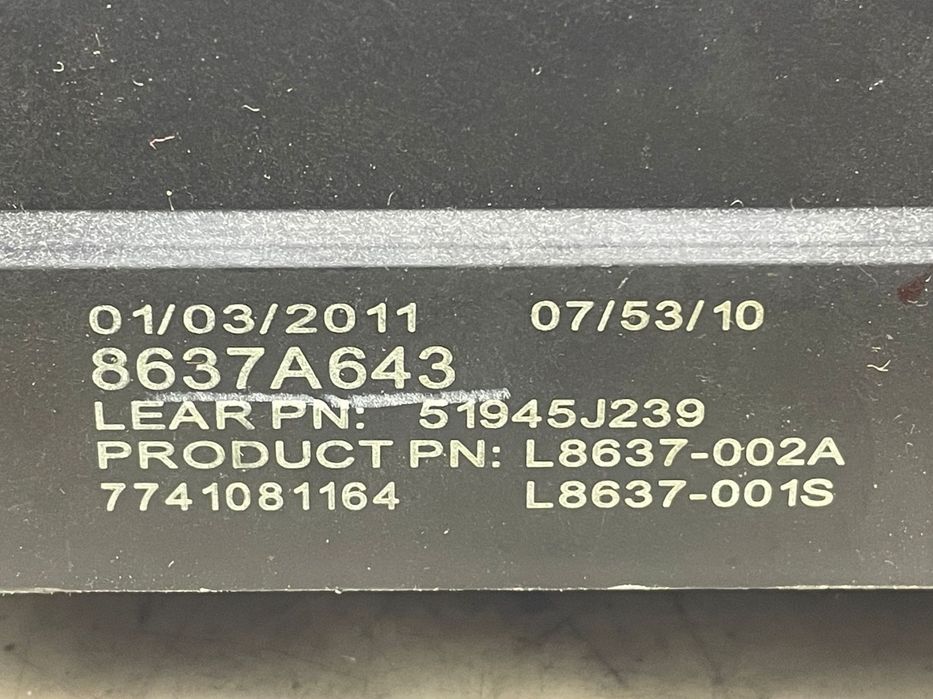 01/03/2011 07/53/10
8637A643
LEAR PN: 51945J239
PRODUCT PN: L8637-002A
7741081164 L8637-001S